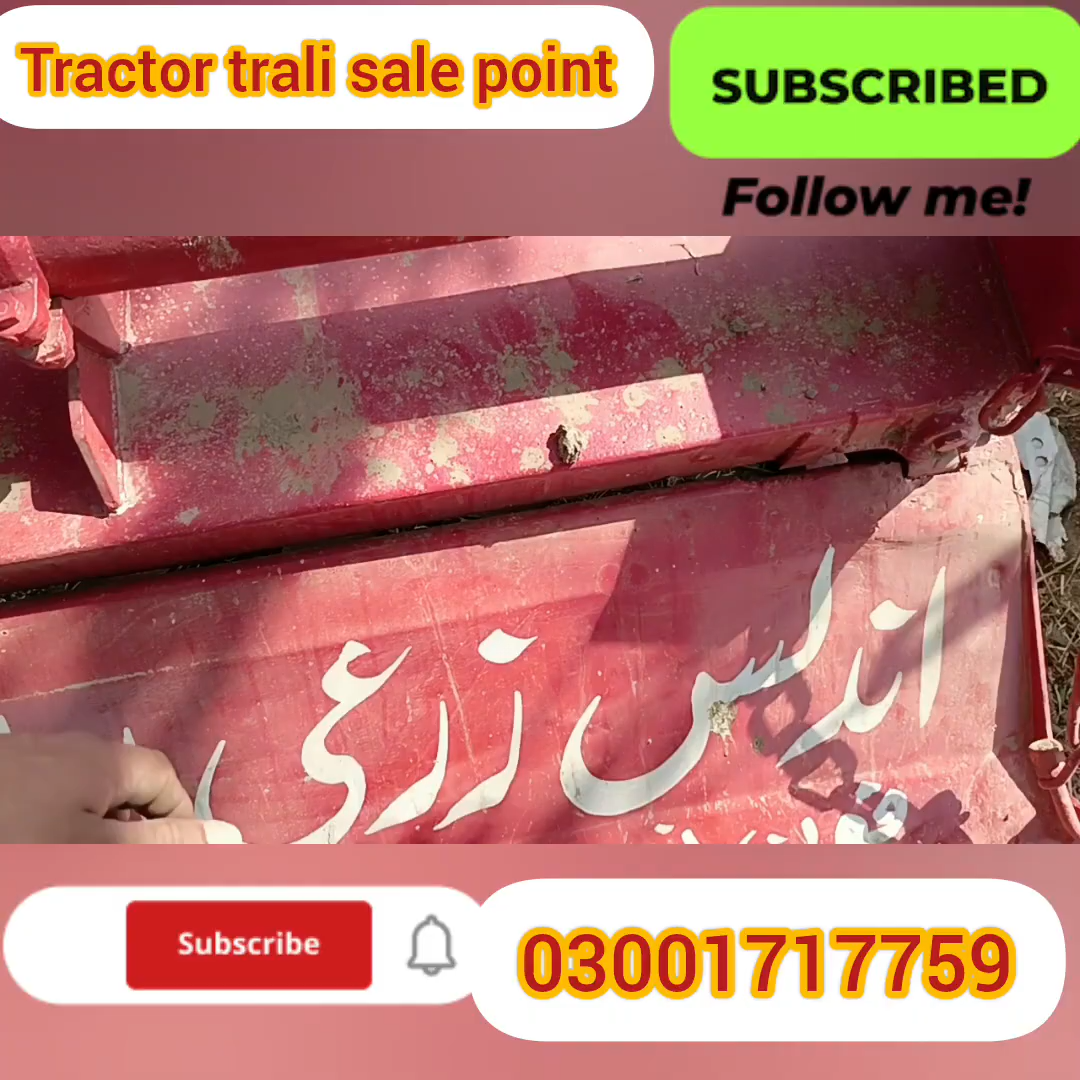 Tractor trali sale point
SUBSCRIBED
Follow me!
اندلس زرعی
Subscribe
03001717759